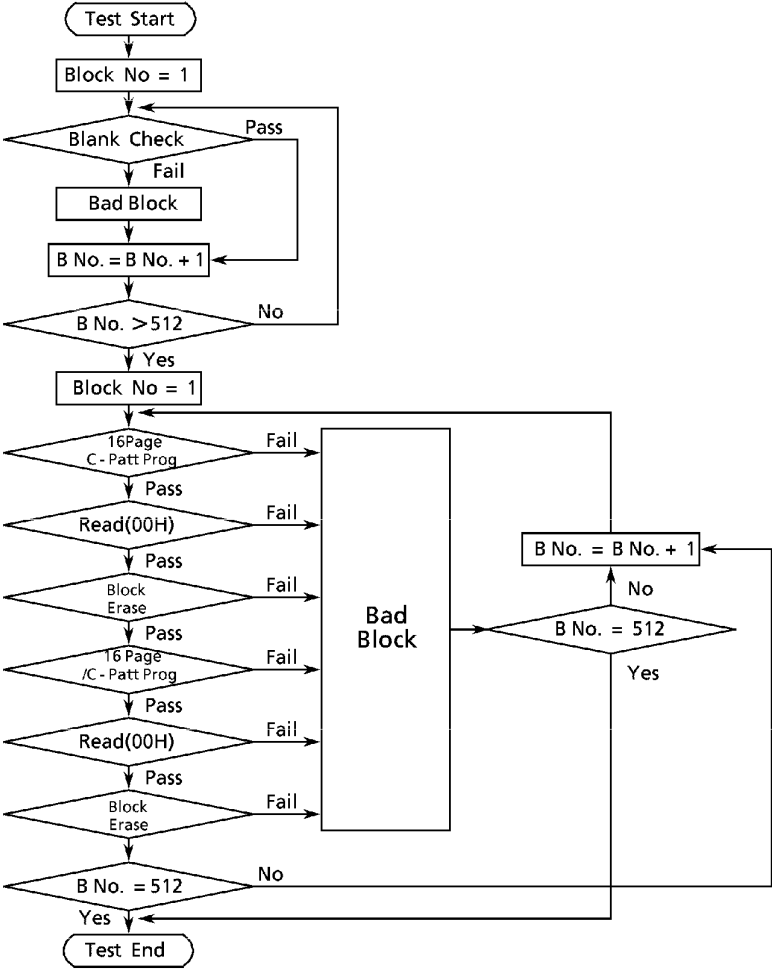 Test Start
Block No = 1
Blank Check
Pass
Fail
Bad Block
B No. = B No. + 1
B No. > 512
No
Yes
Block No = 1
16Page
C - Patt Prog
Fail
Pass
Read(00H)
Fail
Pass
Block
Erase
Fail
Pass
16 Page
/C - Patt Prog
Fail
Pass
Read(00H)
Fail
Pass
Block
Erase
Fail
B No. = 512
No
Yes
Test End
Bad
Block
B No. = B No. + 1
No
B No. = 512
Yes